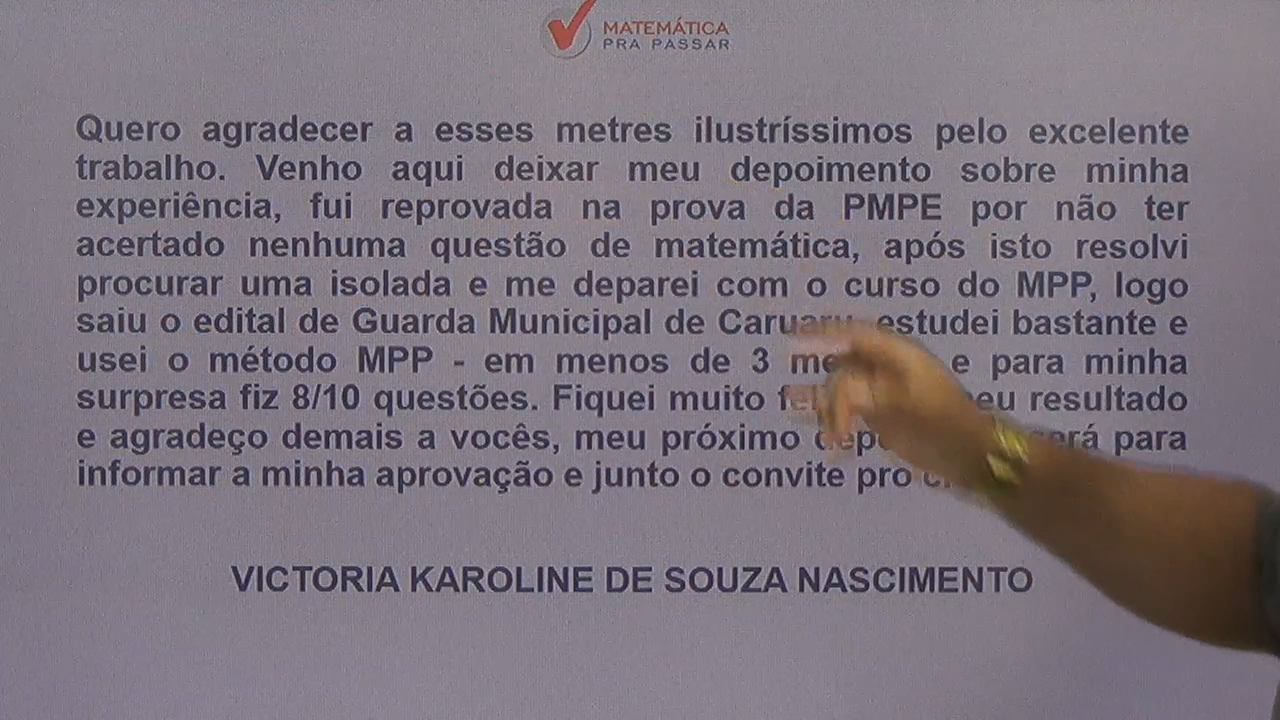 MATEMÁTICA
PRA PASSAR
Quero agradecer a esses metres ilustríssimos pelo excelente
trabalho. Venho aqui deixar meu depoimento sobre minha
experiência, fui reprovada na prova da PMPE por não ter
acertado nenhuma questão de matemática, após isto resolvi
procurar uma isolada e me deparei com o curso do MPP, logo
saiu o edital de Guarda Municipal de Caruaru, estudei bastante e
usei o método MPP - em menos de 3 e para minha
surpresa fiz 8/10 questões. Fiquei muito resultado
e agradeço demais a vocês, meu próximo para
informar a minha aprovação e junto o convite pro
VICTORIA KAROLINE DE SOUZA NASCIMENTO